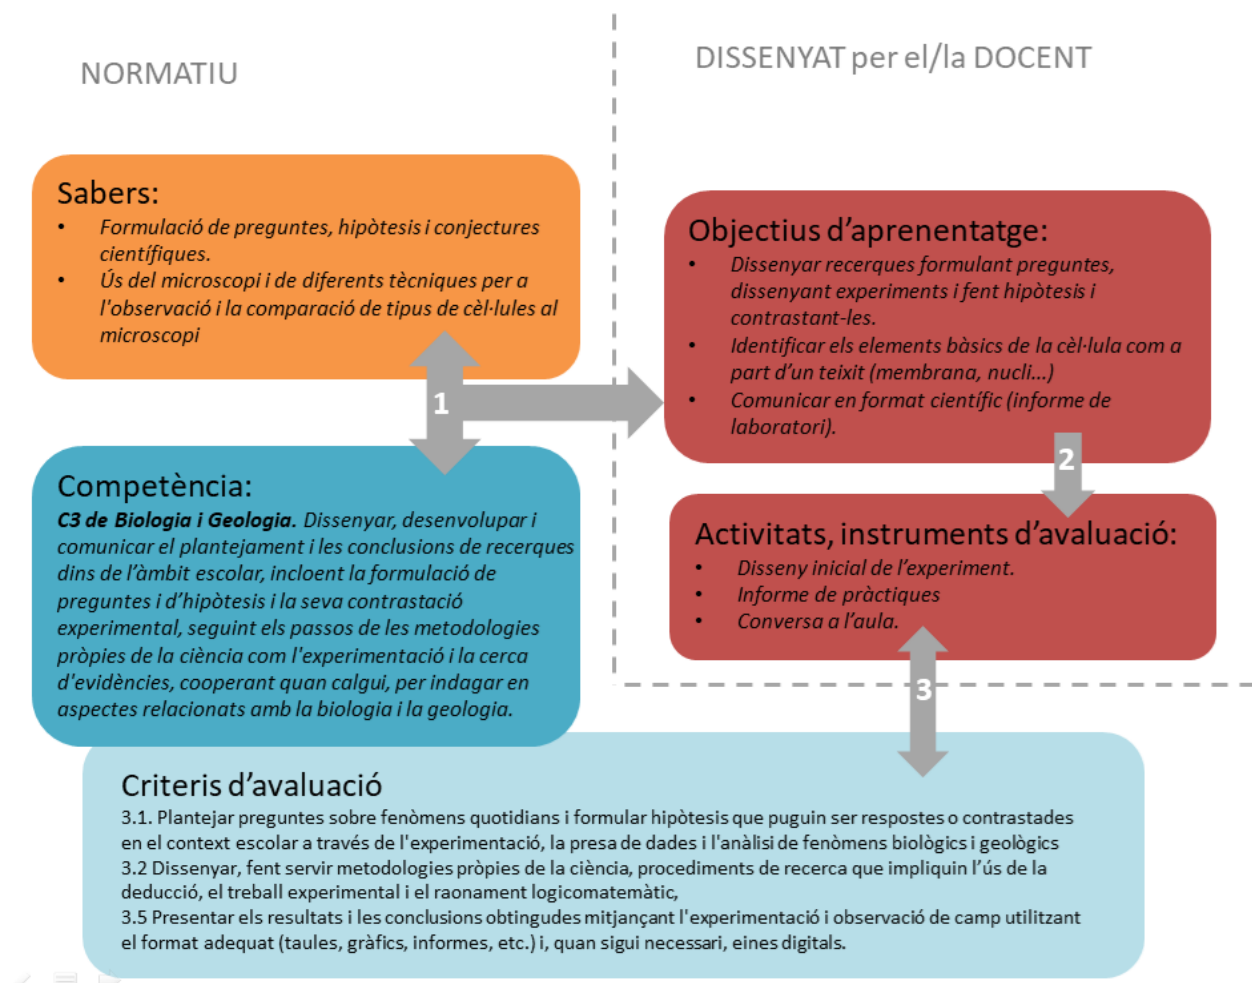 NORMATIU
DISSENYAT per el/la DOCENT
Sabers:
• Formulació de preguntes, hipòtesis i conjectures
científiques.
• Ús del microscopi i de diferents tècniques per a
l'observació i la comparació de tipus de cèl·lules al
microscopi
1
Competència:
C3 de Biologia i Geologia. Dissenyar, desenvolupar i
comunicar el plantejament i les conclusions de recerques
dins de l’àmbit escolar, incloent la formulació de
preguntes i d’hipòtesis i la seva contrastació
experimental, seguint els passos de les metodologies
pròpies de la ciència com l'experimentació i la cerca
d'evidències, cooperant quan calgui, per indagar en
aspectes relacionats amb la biologia i la geologia.
Objectius d’aprenentatge:
• Dissenyar recerques formulant preguntes,
dissenyant experiments i fent hipòtesis i
contrastant-les.
• Identificar els elements bàsics de la cèl·lula com a
part d’un teixit (membrana, nucli...)
• Comunicar en format científic (informe de
laboratori).
2
Activitats, instruments d’avaluació:
• Disseny inicial de l’experiment.
• Informe de pràctiques
• Conversa a l’aula.
3
Criteris d’avaluació
3.1. Plantejar preguntes sobre fenòmens quotidians i formular hipòtesis que puguin ser respostes o contrastades
en el context escolar a través de l'experimentació, la presa de dades i l'anàlisi de fenòmens biològics i geològics
3.2 Dissenyar, fent servir metodologies pròpies de la ciència, procediments de recerca que impliquin l’ús de la
deducció, el treball experimental i el raonament logicomatemàtic,
3.5 Presentar els resultats i les conclusions obtingudes mitjançant l'experimentació i observació de camp utilitzant
el format adequat (taules, gràfics, informes, etc.) i, quan sigui necessari, eines digitals.